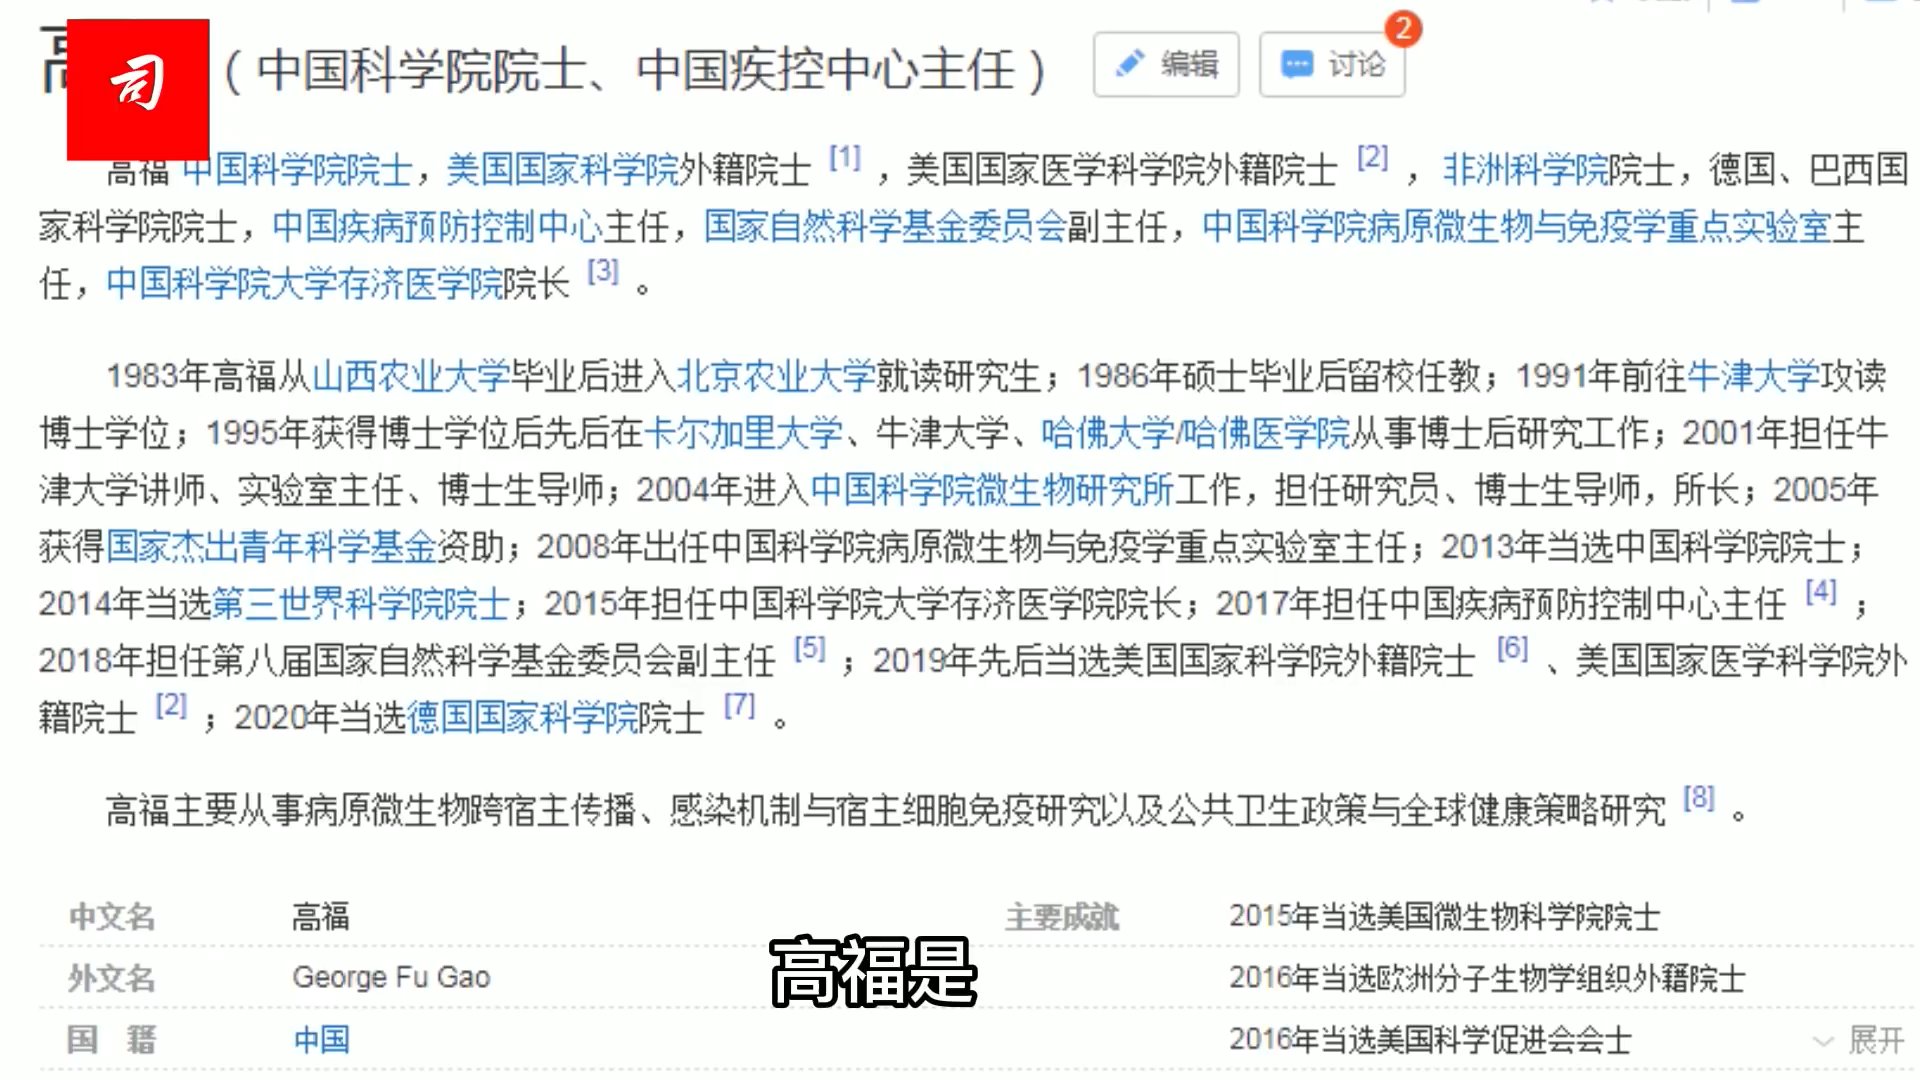 司
（中国科学院院士、中国疾控中心主任）
编辑
讨论
2
高福 中国科学院院士，美国国家科学院外籍院士 [1] ，美国国家医学科学院外籍院士 [2] ，非洲科学院院士，德国、巴西国
家科学院院士，中国疾病预防控制中心主任，国家自然科学基金委员会副主任，中国科学院病原微生物与免疫学重点实验室主
任，中国科学院大学存济医学院院长 [3] 。
1983年高福从山西农业大学毕业后进入北京农业大学就读研究生；1986年硕士毕业后留校任教；1991年前往牛津大学攻读
博士学位；1995年获得博士学位后先后在卡尔加里大学、牛津大学、哈佛大学/哈佛医学院从事博士后研究工作；2001年担任牛
津大学讲师、实验室主任、博士生导师；2004年进入中国科学院微生物研究所工作，担任研究员、博士生导师，所长；2005年
获得国家杰出青年科学基金资助；2008年出任中国科学院病原微生物与免疫学重点实验室主任；2013年当选中国科学院院士；
2014年当选第三世界科学院院士；2015年担任中国科学院大学存济医学院院长；2017年担任中国疾病预防控制中心主任 [4] ；
2018年担任第八届国家自然科学基金委员会副主任 [5] ；2019年先后当选美国国家科学院外籍院士 [6] 、美国国家医学科学院外
籍院士 [2] ；2020年当选德国国家科学院院士 [7] 。
高福主要从事病原微生物跨宿主传播、感染机制与宿主细胞免疫研究以及公共卫生政策与全球健康策略研究 [8] 。
中文名 高福 主要成就 2015年当选美国微生物科学院院士
外文名 George Fu Gao 2016年当选欧洲分子生物学组织外籍院士
国籍 中国 2016年当选美国科学促进会会士 展开
高福是